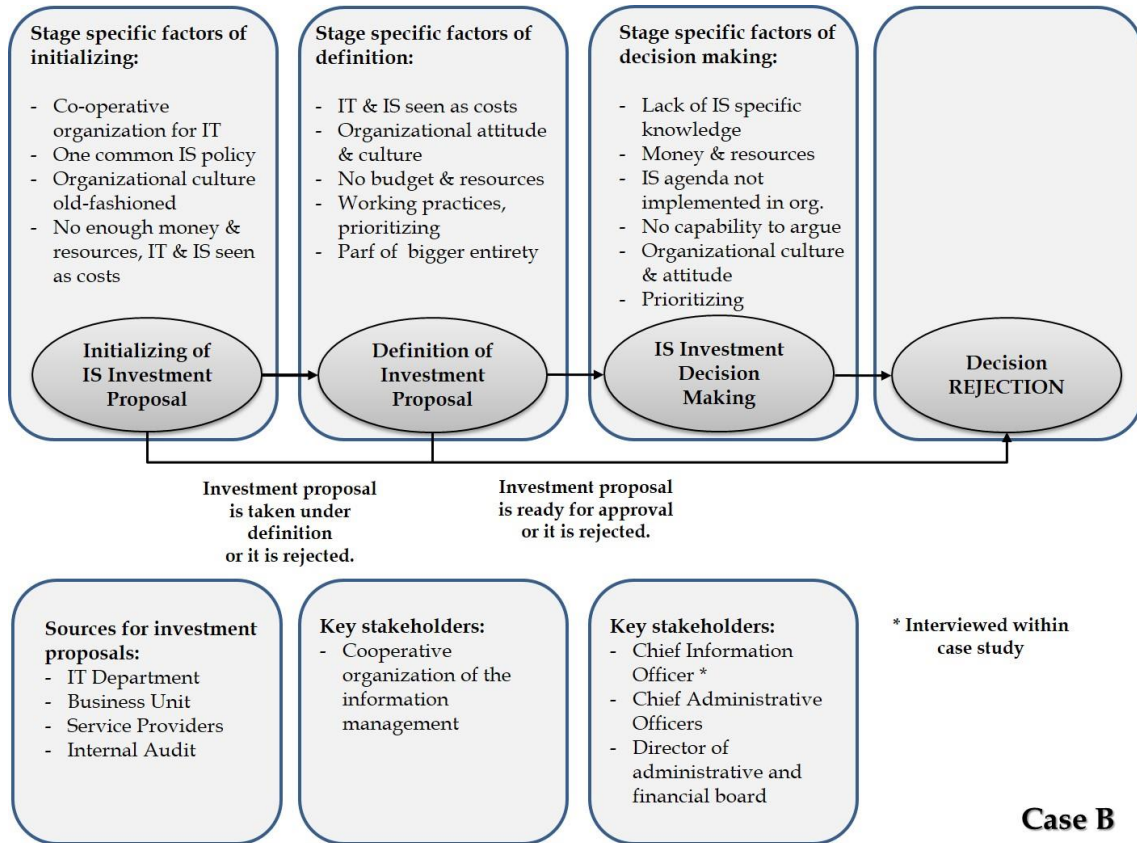 Stage specific factors of
initializing:
- Co-operative
organization for IT
- One common IS policy
- Organizational culture
old-fashioned
- No enough money &
resources, IT & IS seen
as costs
Stage specific factors of
definition:
- IT & IS seen as costs
- Organizational attitude
& culture
- No budget & resources
- Working practices,
prioritizing
- Parf of bigger entirety
Stage specific factors of
decision making:
- Lack of IS specific
knowledge
- Money & resources
- IS agenda not
implemented in org.
- No capability to argue
- Organizational culture
& attitude
- Prioritizing
Initializing of
IS Investment
Proposal
Definition of
Investment
Proposal
IS Investment
Decision
Making
Decision
REJECTION
Investment proposal
is taken under
definition
or it is rejected.
Investment proposal
is ready for approval
or it is rejected.
Sources for investment
proposals:
- IT Department
- Business Unit
- Service Providers
- Internal Audit
Key stakeholders:
- Cooperative
organization of the
information
management
Key stakeholders:
- Chief Information
Officer *
- Chief Administrative
Officers
- Director of
administrative and
financial board
* Interviewed within
case study
Case B